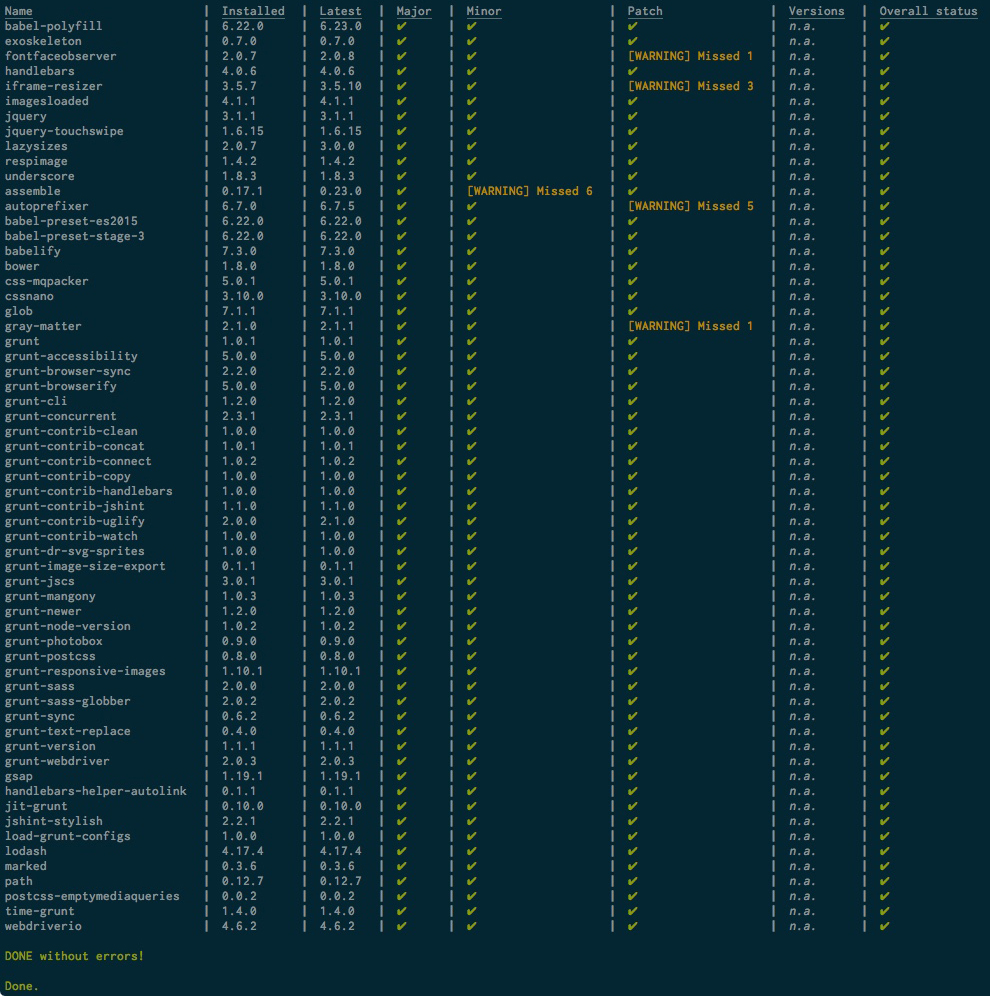 Name | Installed | Latest | Major | Minor | Patch | Versions | Overall status
babel-polyfill | 6.22.0 | 6.23.0 | ✔ | ✔ | ✔ | n.a. | ✔
exoskeleton | 0.7.0 | 0.7.0 | ✔ | ✔ | ✔ | n.a. | ✔
fontfaceobserver | 2.0.7 | 2.0.8 | ✔ | ✔ | [WARNING] Missed 1 | n.a. | ✔
handlebars | 4.0.6 | 4.0.6 | ✔ | ✔ | ✔ | n.a. | ✔
iframe-resizer | 3.5.7 | 3.5.10 | ✔ | ✔ | [WARNING] Missed 3 | n.a. | ✔
imagesloaded | 4.1.1 | 4.1.1 | ✔ | ✔ | ✔ | n.a. | ✔
jquery | 3.1.1 | 3.1.1 | ✔ | ✔ | ✔ | n.a. | ✔
jquery-touchswipe | 1.6.15 | 1.6.15 | ✔ | ✔ | ✔ | n.a. | ✔
lazysizes | 2.0.7 | 3.0.0 | ✔ | ✔ | ✔ | n.a. | ✔
respimage | 1.4.2 | 1.4.2 | ✔ | ✔ | ✔ | n.a. | ✔
underscore | 1.8.3 | 1.8.3 | ✔ | ✔ | ✔ | n.a. | ✔
assemble | 0.17.1 | 0.23.0 | ✔ | [WARNING] Missed 6 | ✔ | n.a. | ✔
autoprefixer | 6.7.0 | 6.7.5 | ✔ | ✔ | [WARNING] Missed 5 | n.a. | ✔
babel-preset-es2015 | 6.22.0 | 6.22.0 | ✔ | ✔ | ✔ | n.a. | ✔
babel-preset-stage-3 | 6.22.0 | 6.22.0 | ✔ | ✔ | ✔ | n.a. | ✔
babelify | 7.3.0 | 7.3.0 | ✔ | ✔ | ✔ | n.a. | ✔
bower | 1.8.0 | 1.8.0 | ✔ | ✔ | ✔ | n.a. | ✔
css-mqpacker | 5.0.1 | 5.0.1 | ✔ | ✔ | ✔ | n.a. | ✔
cssnano | 3.10.0 | 3.10.0 | ✔ | ✔ | ✔ | n.a. | ✔
glob | 7.1.1 | 7.1.1 | ✔ | ✔ | ✔ | n.a. | ✔
gray-matter | 2.1.0 | 2.1.1 | ✔ | ✔ | [WARNING] Missed 1 | n.a. | ✔
grunt | 1.0.1 | 1.0.1 | ✔ | ✔ | ✔ | n.a. | ✔
grunt-accessibility | 5.0.0 | 5.0.0 | ✔ | ✔ | ✔ | n.a. | ✔
grunt-browser-sync | 2.2.0 | 2.2.0 | ✔ | ✔ | ✔ | n.a. | ✔
grunt-browserify | 5.0.0 | 5.0.0 | ✔ | ✔ | ✔ | n.a. | ✔
grunt-cli | 1.2.0 | 1.2.0 | ✔ | ✔ | ✔ | n.a. | ✔
grunt-concurrent | 2.3.1 | 2.3.1 | ✔ | ✔ | ✔ | n.a. | ✔
grunt-contrib-clean | 1.0.0 | 1.0.0 | ✔ | ✔ | ✔ | n.a. | ✔
grunt-contrib-concat | 1.0.1 | 1.0.1 | ✔ | ✔ | ✔ | n.a. | ✔
grunt-contrib-connect | 1.0.2 | 1.0.2 | ✔ | ✔ | ✔ | n.a. | ✔
grunt-contrib-copy | 1.0.0 | 1.0.0 | ✔ | ✔ | ✔ | n.a. | ✔
grunt-contrib-handlebars | 1.0.0 | 1.0.0 | ✔ | ✔ | ✔ | n.a. | ✔
grunt-contrib-jshint | 1.1.0 | 1.1.0 | ✔ | ✔ | ✔ | n.a. | ✔
grunt-contrib-uglify | 2.0.0 | 2.1.0 | ✔ | ✔ | ✔ | n.a. | ✔
grunt-contrib-watch | 1.0.0 | 1.0.0 | ✔ | ✔ | ✔ | n.a. | ✔
grunt-dr-svg-sprites | 1.0.0 | 1.0.0 | ✔ | ✔ | ✔ | n.a. | ✔
grunt-image-size-export | 0.1.1 | 0.1.1 | ✔ | ✔ | ✔ | n.a. | ✔
grunt-jscs | 3.0.1 | 3.0.1 | ✔ | ✔ | ✔ | n.a. | ✔
grunt-mangony | 1.0.3 | 1.0.3 | ✔ | ✔ | ✔ | n.a. | ✔
grunt-newer | 1.2.0 | 1.2.0 | ✔ | ✔ | ✔ | n.a. | ✔
grunt-node-version | 1.0.2 | 1.0.2 | ✔ | ✔ | ✔ | n.a. | ✔
grunt-photobox | 0.9.0 | 0.9.0 | ✔ | ✔ | ✔ | n.a. | ✔
grunt-postcss | 0.8.0 | 0.8.0 | ✔ | ✔ | ✔ | n.a. | ✔
grunt-responsive-images | 1.10.1 | 1.10.1 | ✔ | ✔ | ✔ | n.a. | ✔
grunt-sass | 2.0.0 | 2.0.0 | ✔ | ✔ | ✔ | n.a. | ✔
grunt-sass-globber | 2.0.2 | 2.0.2 | ✔ | ✔ | ✔ | n.a. | ✔
grunt-sync | 0.6.2 | 0.6.2 | ✔ | ✔ | ✔ | n.a. | ✔
grunt-text-replace | 0.4.0 | 0.4.0 | ✔ | ✔ | ✔ | n.a. | ✔
grunt-version | 1.1.1 | 1.1.1 | ✔ | ✔ | ✔ | n.a. | ✔
grunt-webdriver | 2.0.3 | 2.0.3 | ✔ | ✔ | ✔ | n.a. | ✔
gsap | 1.19.1 | 1.19.1 | ✔ | ✔ | ✔ | n.a. | ✔
handlebars-helper-autolink | 0.1.1 | 0.1.1 | ✔ | ✔ | ✔ | n.a. | ✔
jit-grunt | 0.10.0 | 0.10.0 | ✔ | ✔ | ✔ | n.a. | ✔
jshint-stylish | 2.2.1 | 2.2.1 | ✔ | ✔ | ✔ | n.a. | ✔
load-grunt-configs | 1.0.0 | 1.0.0 | ✔ | ✔ | ✔ | n.a. | ✔
lodash | 4.17.4 | 4.17.4 | ✔ | ✔ | ✔ | n.a. | ✔
marked | 0.3.6 | 0.3.6 | ✔ | ✔ | ✔ | n.a. | ✔
path | 0.12.7 | 0.12.7 | ✔ | ✔ | ✔ | n.a. | ✔
postcss-emptymediaqueries | 0.0.2 | 0.0.2 | ✔ | ✔ | ✔ | n.a. | ✔
time-grunt | 1.4.0 | 1.4.0 | ✔ | ✔ | ✔ | n.a. | ✔
webdriverio | 4.6.2 | 4.6.2 | ✔ | ✔ | ✔ | n.a. | ✔
DONE without errors!
Done.